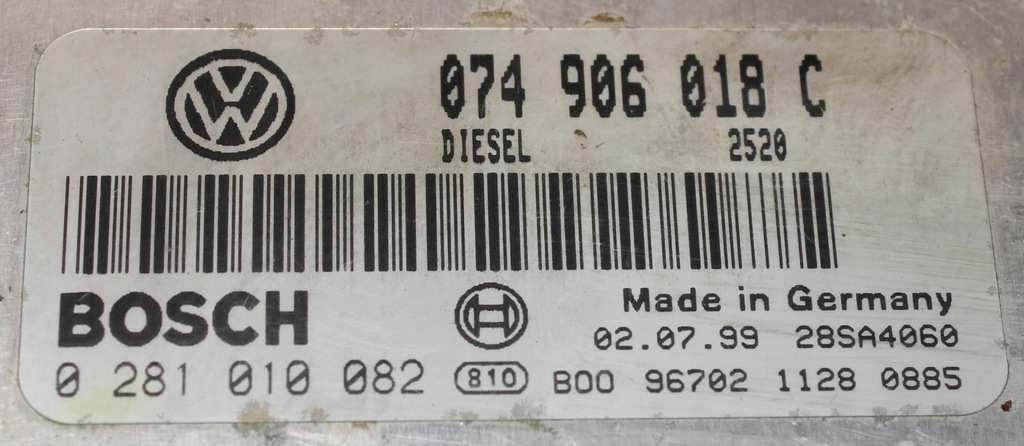 074 906 018 C
DIESEL 2520
BOSCH
Made in Germany
02.07.99 28SA4060
0 281 010 082 810 B00 96702 1128 0885